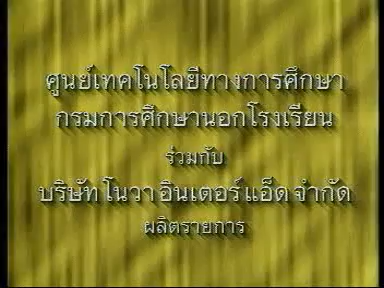 ศูนย์เทคโนโลยีทางการศึกษา
กรมการศึกษานอกโรงเรียน
ร่วมกับ
บริษัท โนวา อินเตอร์ แอ็ด จำกัด
ผลิตรายการ